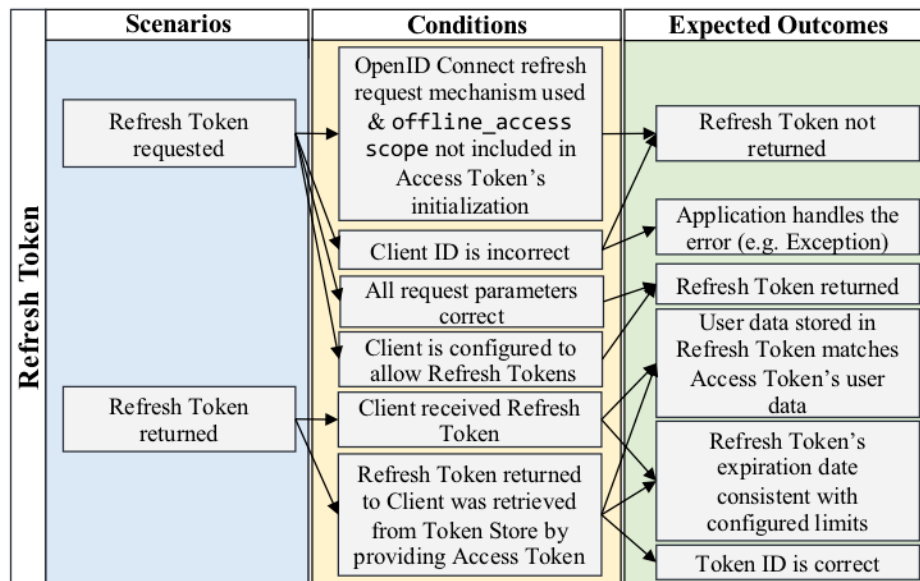 Scenarios
Conditions
Expected Outcomes
Refresh Token
Refresh Token
requested
Refresh Token
returned
OpenID Connect refresh
request mechanism used
& offline_access
scope not included in
Access Token's
initialization
Client ID is incorrect
All request parameters
correct
Client is configured to
allow Refresh Tokens
Client received Refresh
Token
Refresh Token returned
to Client was retrieved
from Token Store by
providing Access Token
Refresh Token not
returned
Application handles the
error (e.g. Exception)
Refresh Token returned
User data stored in
Refresh Token matches
Access Token's user
data
Refresh Token's
expiration date
consistent with
configured limits
Token ID is correct